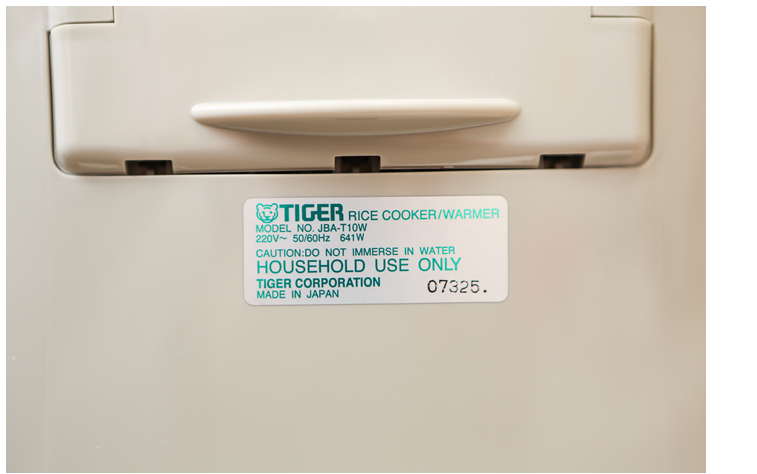 TIGER RICE COOKER/WARMER
MODEL NO. JBA-T10W
220V~ 50/60Hz 641W
CAUTION:DO NOT IMMERSE IN WATER
HOUSEHOLD USE ONLY
TIGER CORPORATION
MADE IN JAPAN
07325.